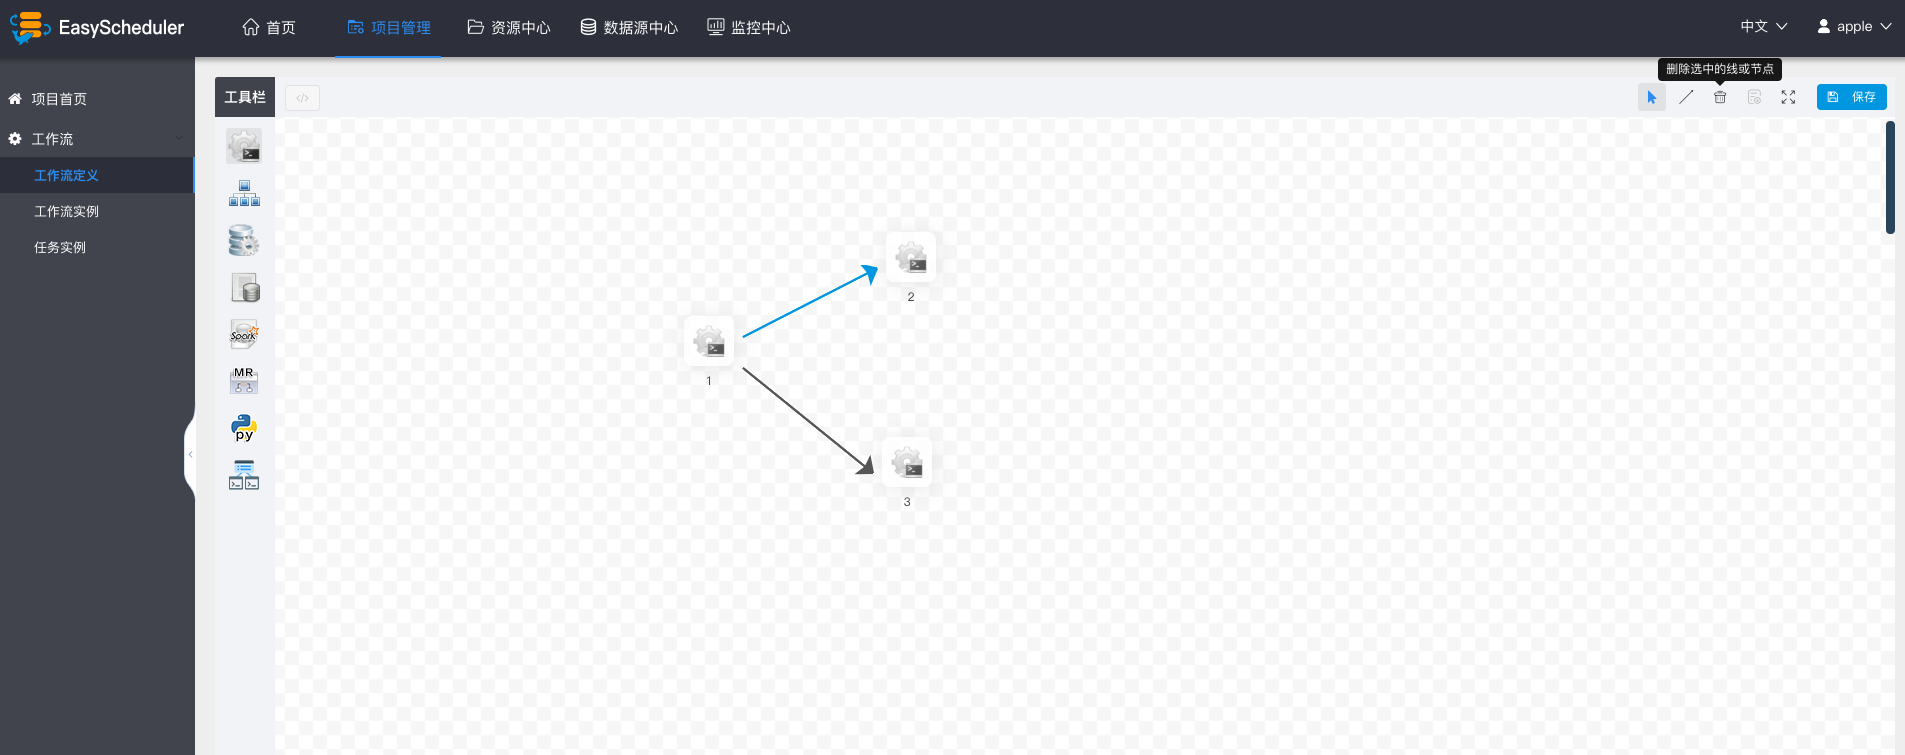 EasyScheduler
首页
项目管理
资源中心
数据源中心
监控中心
中文
apple
删除选中的线或节点
项目首页
工作流
工作流定义
工作流实例
任务实例
工具栏
</>
保存
Spark
MR
py
2
1
3